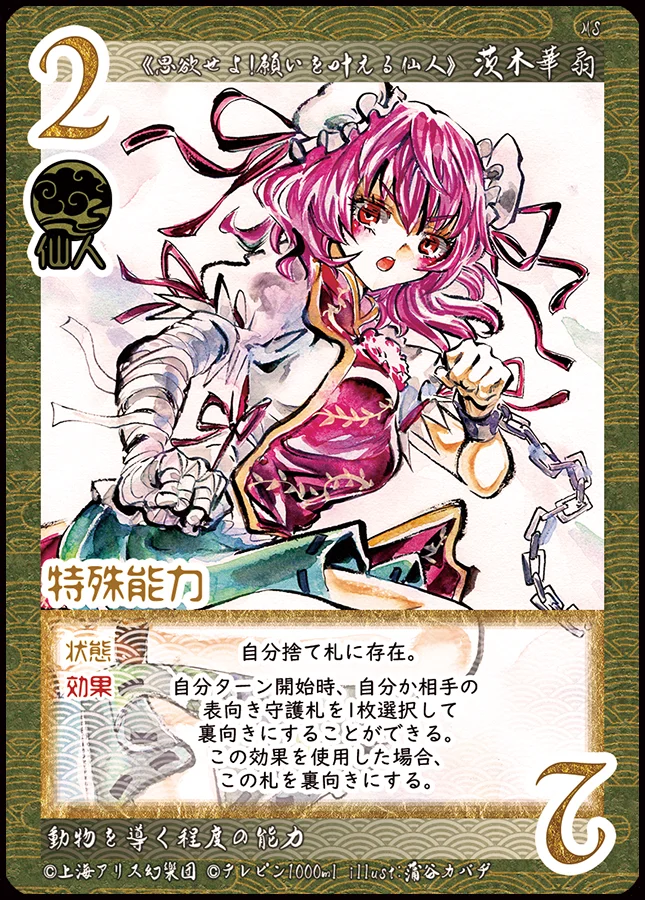 MS
2
《思欲せよ!願いを叶える仙人》 茨木華扇
仙人
特殊能力
状態 自分捨て札に存在。
効果 自分ターン開始時、自分か相手の
表向き守護札を1枚選択して
裏向きにすることができる。
この効果を使用した場合、
この札を裏向きにする。
動物を導く程度の能力
©上海アリス幻樂団 ©テレピン1000ml illust:蒲谷カバヂ
2